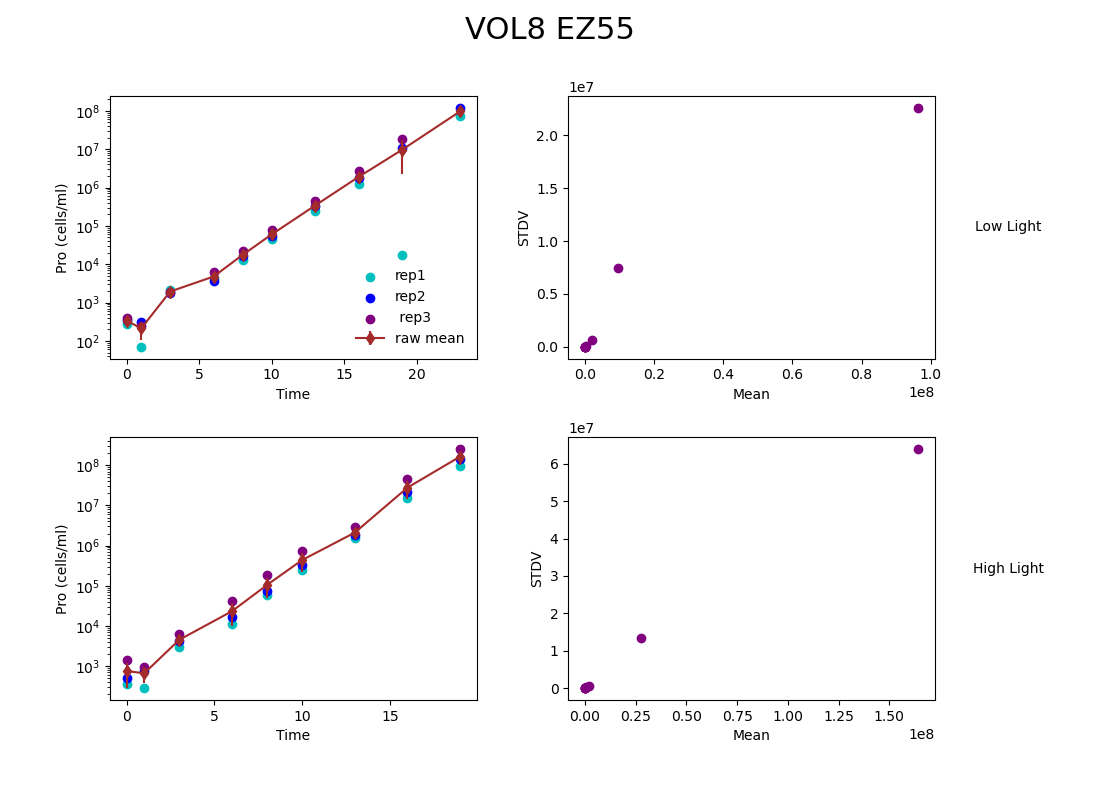 VOL8 EZ55
Pro (cells/ml)
10^8
10^7
10^6
10^5
10^4
10^3
10^2
0 5 10 15 20
Time
rep1
rep2
rep3
raw mean
1e7
STDV
2.0
1.5
1.0
0.5
0.0
0.0 0.2 0.4 0.6 0.8 1.0
1e8
Mean
Low Light
Pro (cells/ml)
10^8
10^7
10^6
10^5
10^4
10^3
0 5 10 15
Time
1e7
STDV
6
5
4
3
2
1
0
0.00 0.25 0.50 0.75 1.00 1.25 1.50
1e8
Mean
High Light